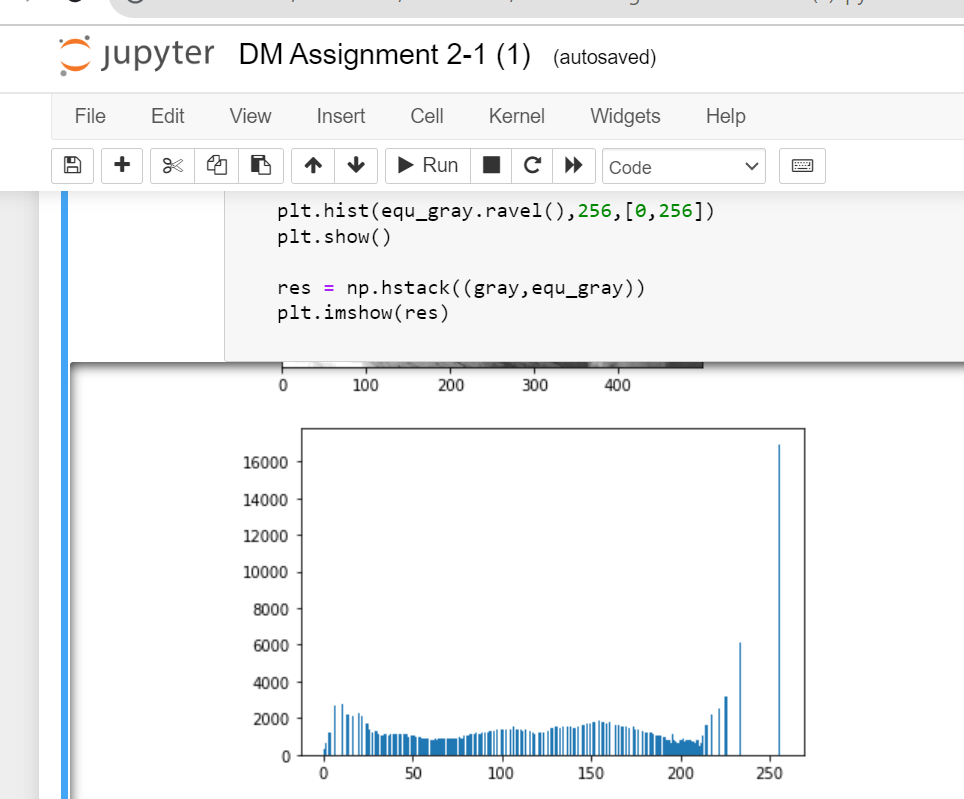 jupyter DM Assignment 2-1 (1) (autosaved)
File Edit View Insert Cell Kernel Widgets Help
Run Code
plt.hist(equ_gray.ravel(),256,[0,256])
plt.show()
res = np.hstack((gray,equ_gray))
plt.imshow(res)
0 100 200 300 400
16000
14000
12000
10000
8000
6000
4000
2000
0
0 50 100 150 200 250